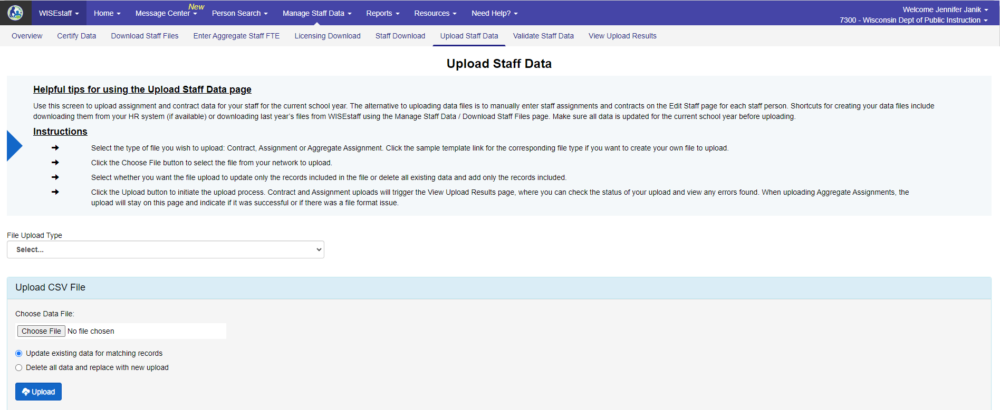 WISEstaff Home Message Center New Person Search Manage Staff Data Reports Resources Need Help? Welcome Jennifer Janik
7300 - Wisconsin Dept of Public Instruction
Overview Certify Data Download Staff Files Enter Aggregate Staff FTE Licensing Download Staff Download Upload Staff Data Validate Staff Data View Upload Results
Upload Staff Data
Helpful tips for using the Upload Staff Data page
Use this screen to upload assignment and contract data for your staff for the current school year. The alternative to uploading data files is to manually enter staff assignments and contracts on the Edit Staff page for each staff person. Shortcuts for creating your data files include
downloading them from your HR system (if available) or downloading last year’s files from WISEstaff using the Manage Staff Data / Download Staff Files page. Make sure all data is updated for the current school year before uploading.
Instructions
Select the type of file you wish to upload: Contract, Assignment or Aggregate Assignment. Click the sample template link for the corresponding file type if you want to create your own file to upload.
Click the Choose File button to select the file from your network to upload.
Select whether you want the file upload to update only the records included in the file or delete all existing data and add only the records included.
Click the Upload button to initiate the upload process. Contract and Assignment uploads will trigger the View Upload Results page, where you can check the status of your upload and view any errors found. When uploading Aggregate Assignments, the
upload will stay on this page and indicate if it was successful or if there was a file format issue.
File Upload Type
Select...
Upload CSV File
Choose Data File:
Choose File No file chosen
Update existing data for matching records
Delete all data and replace with new upload
Upload